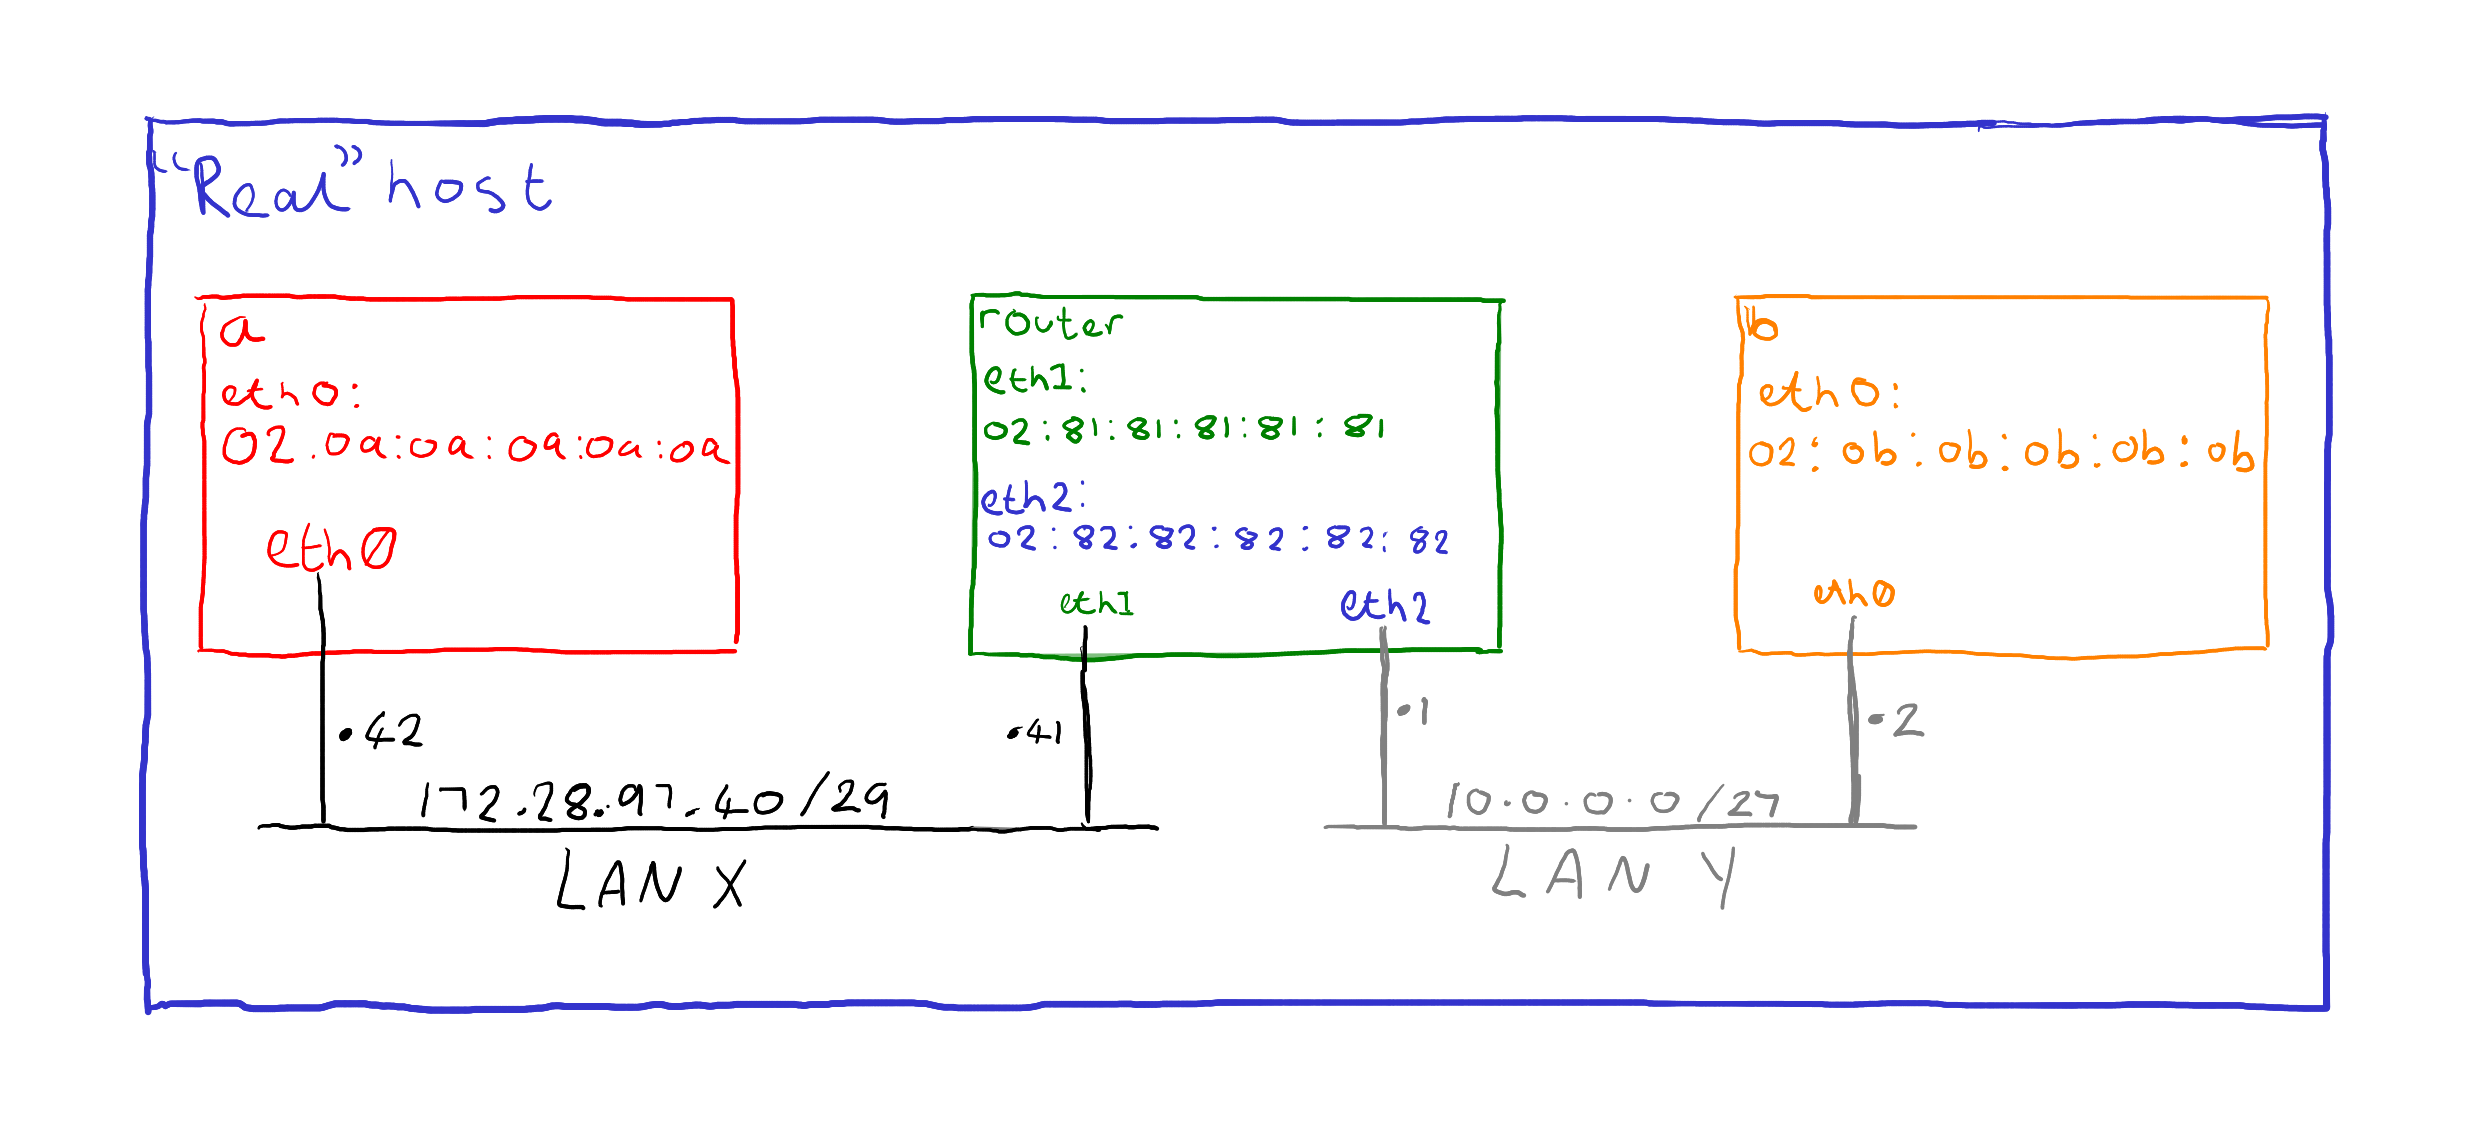 “Real” host
a
eth0:
02.0a:0a:0a:0a:0a
eth0
router
eth1:
02:81:81:81:81:81
eth2:
02:82:82:82:82:82
eth1
eth2
b
eth0:
02:0b:0b:0b:0b:0b
eth0
.42
.41
172.28.97.40/29
LAN X
.1
.2
10.0.0.0/27
LAN Y